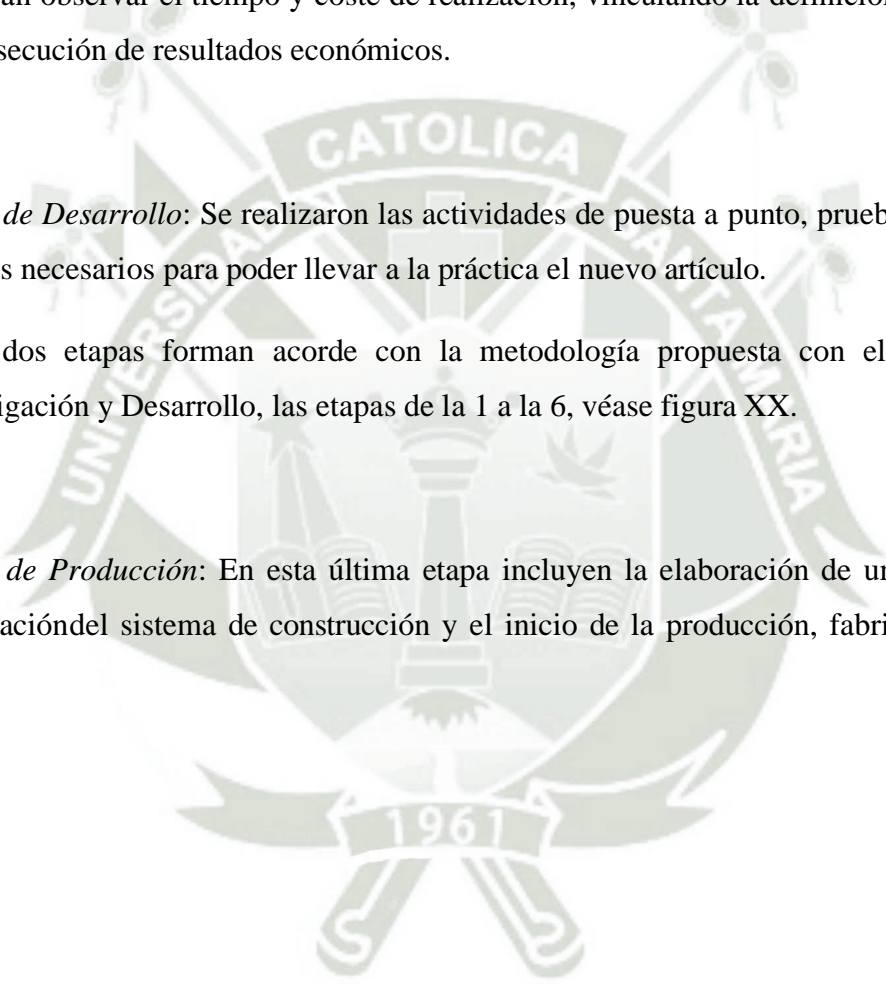 observar el tiempo y coste de realización, vinculando la
secución de resultados económicos.
CATOLICA
de Desarrollo: Se realizaron las actividades de puesta a punto, prueb
s necesarios para poder llevar a la práctica el nuevo artículo.
UNIVERSIDAD
SANTA MARIA
dos etapas forman acorde con la metodología propuesta con el
igación y Desarrollo, las etapas de la 1 a la 6, véase figura XX.
de Producción: En esta última etapa incluyen la elaboración de un
acióndel sistema de construcción y el inicio de la producción, fabri
1961